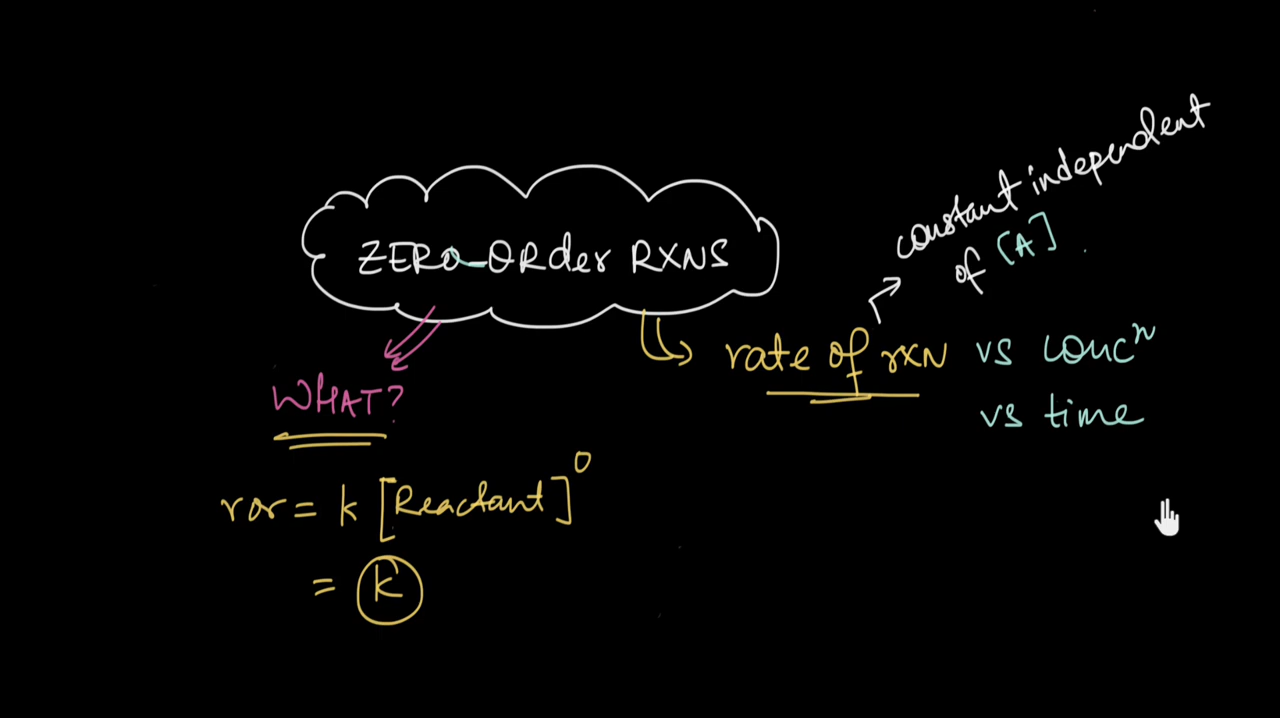 ZERO-ORder RXNS
constant independent
of [A]
rate of rxN vs concⁿ
vs time
WHAT?
ror = k [Reactant]⁰
= k